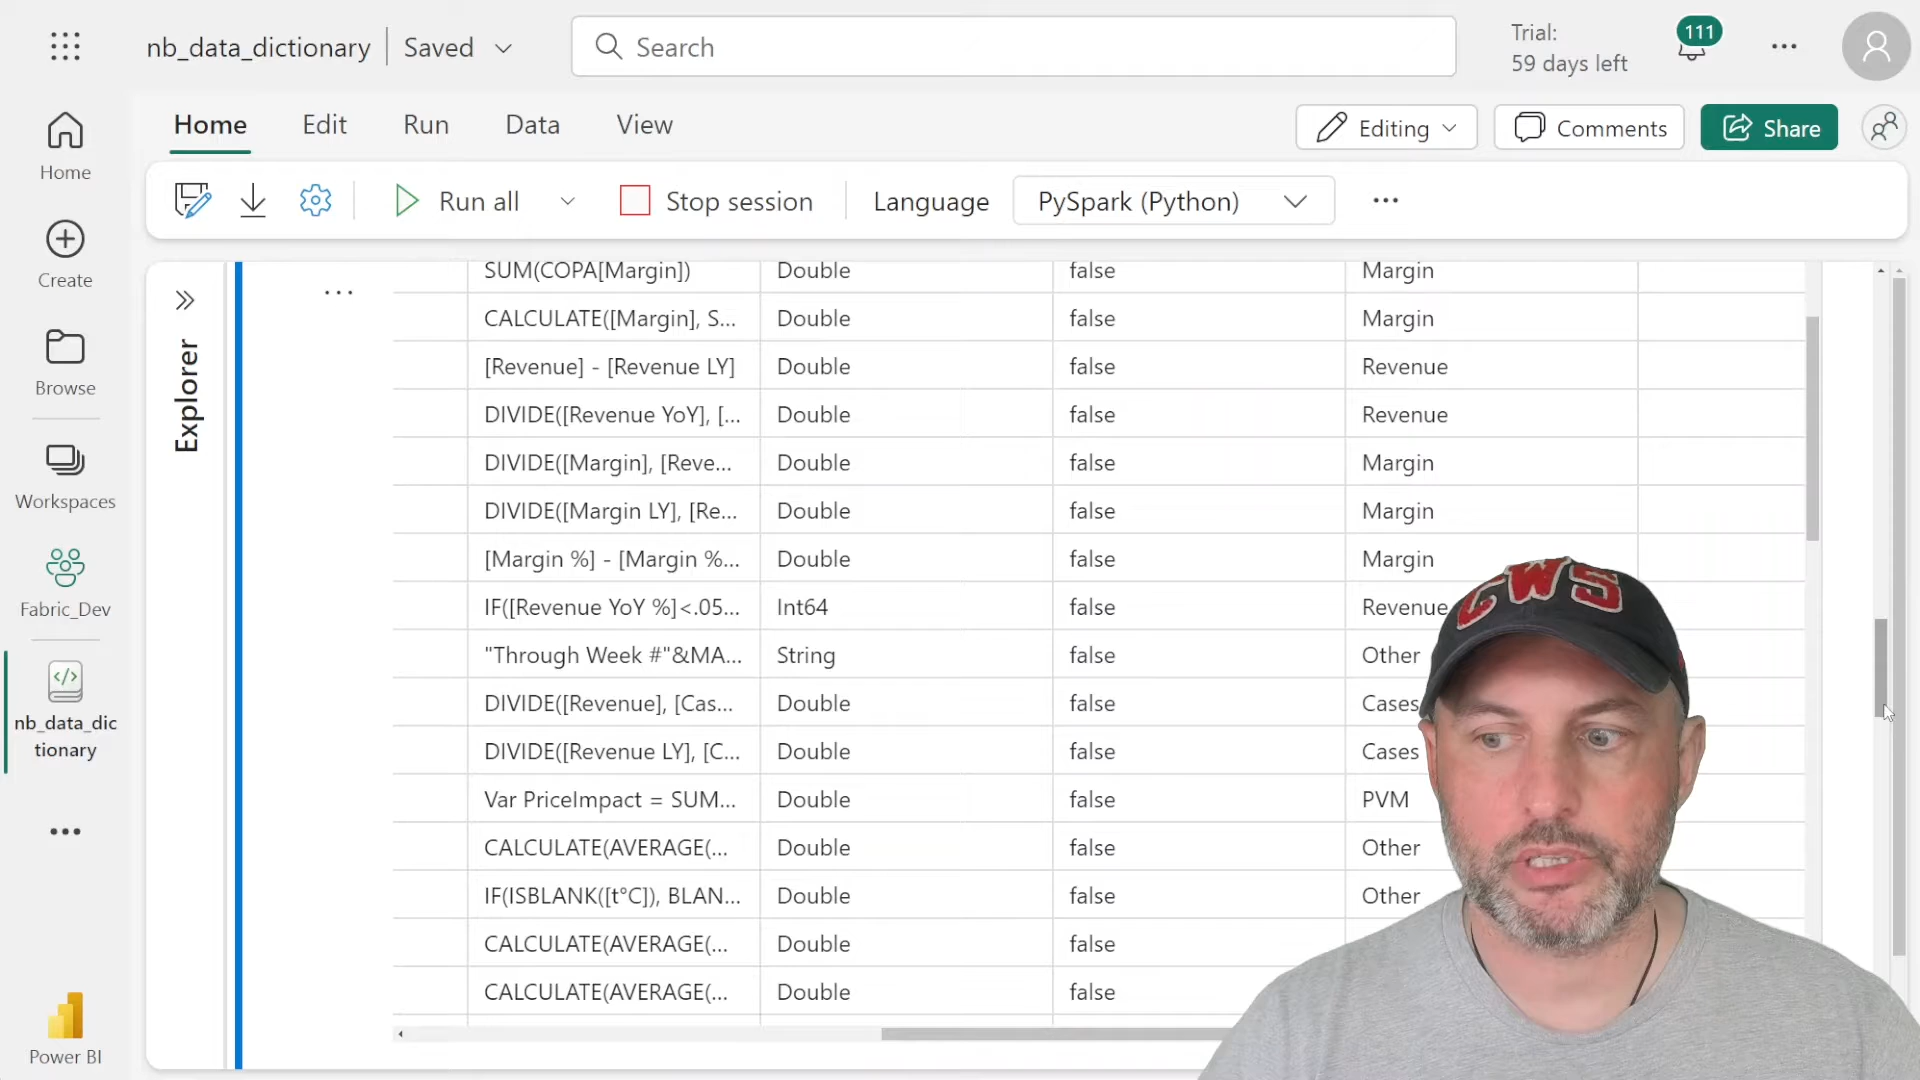 nb_data_dictionary
Saved
Search
Trial:
59 days left
111
Home
Edit
Run
Data
View
Editing
Comments
Share
Run all
Stop session
Language
PySpark (Python)
...
Home
Create
Browse
Workspaces
Fabric_Dev
nb_data_dic
tionary
Power BI
Explorer
SUM(COPA[Margin]) Double false Margin
CALCULATE([Margin], S... Double false Margin
[Revenue] - [Revenue LY] Double false Revenue
DIVIDE([Revenue YoY], [... Double false Revenue
DIVIDE([Margin], [Reve... Double false Margin
DIVIDE([Margin LY], [Re... Double false Margin
[Margin %] - [Margin %... Double false Margin
IF([Revenue YoY %]<.05... Int64 false Revenue
"Through Week #"&MA... String false Other
DIVIDE([Revenue], [Cas... Double false Cases
DIVIDE([Revenue LY], [C... Double false Cases
Var PriceImpact = SUM... Double false PVM
CALCULATE(AVERAGE(... Double false Other
IF(ISBLANK([t°C]), BLAN... Double false Other
CALCULATE(AVERAGE(... Double false
CALCULATE(AVERAGE(... Double false
CWS